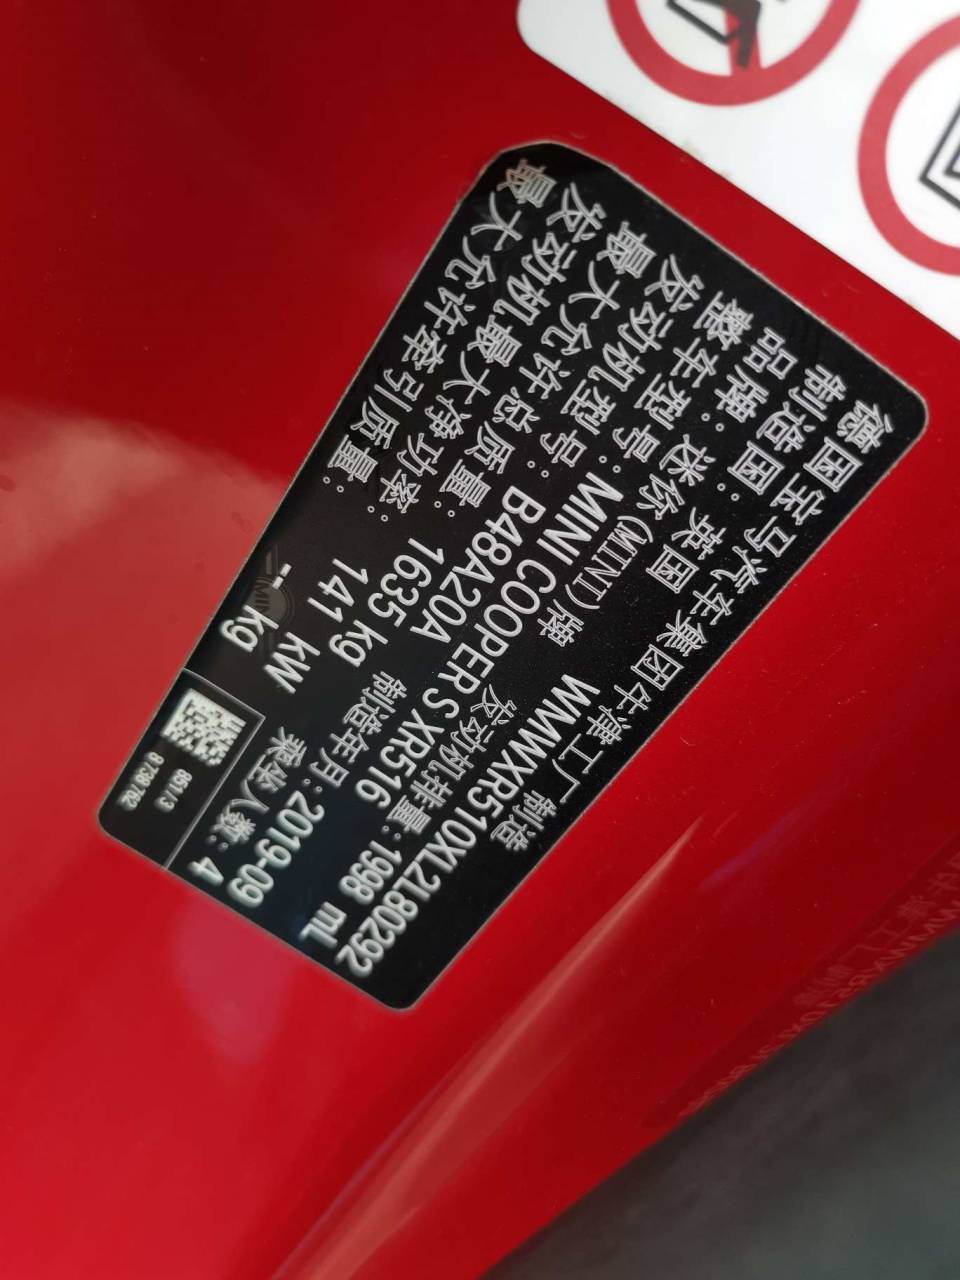 德国宝马汽车集团牛津工厂 制造
制造国：英国 WMWXR510XL2L80292
品牌：迷你(MINI)牌 发动机排量：1998 mL
整车型号：MINI COOPER S XR516
发动机型号：B48A20A 制造年月：2019-09
最大允许总质量：1635 kg 乘坐人数：4
发动机最大净功率：141 kW
最大允许牵引质量：-- kg
MINI
851/3
8738762